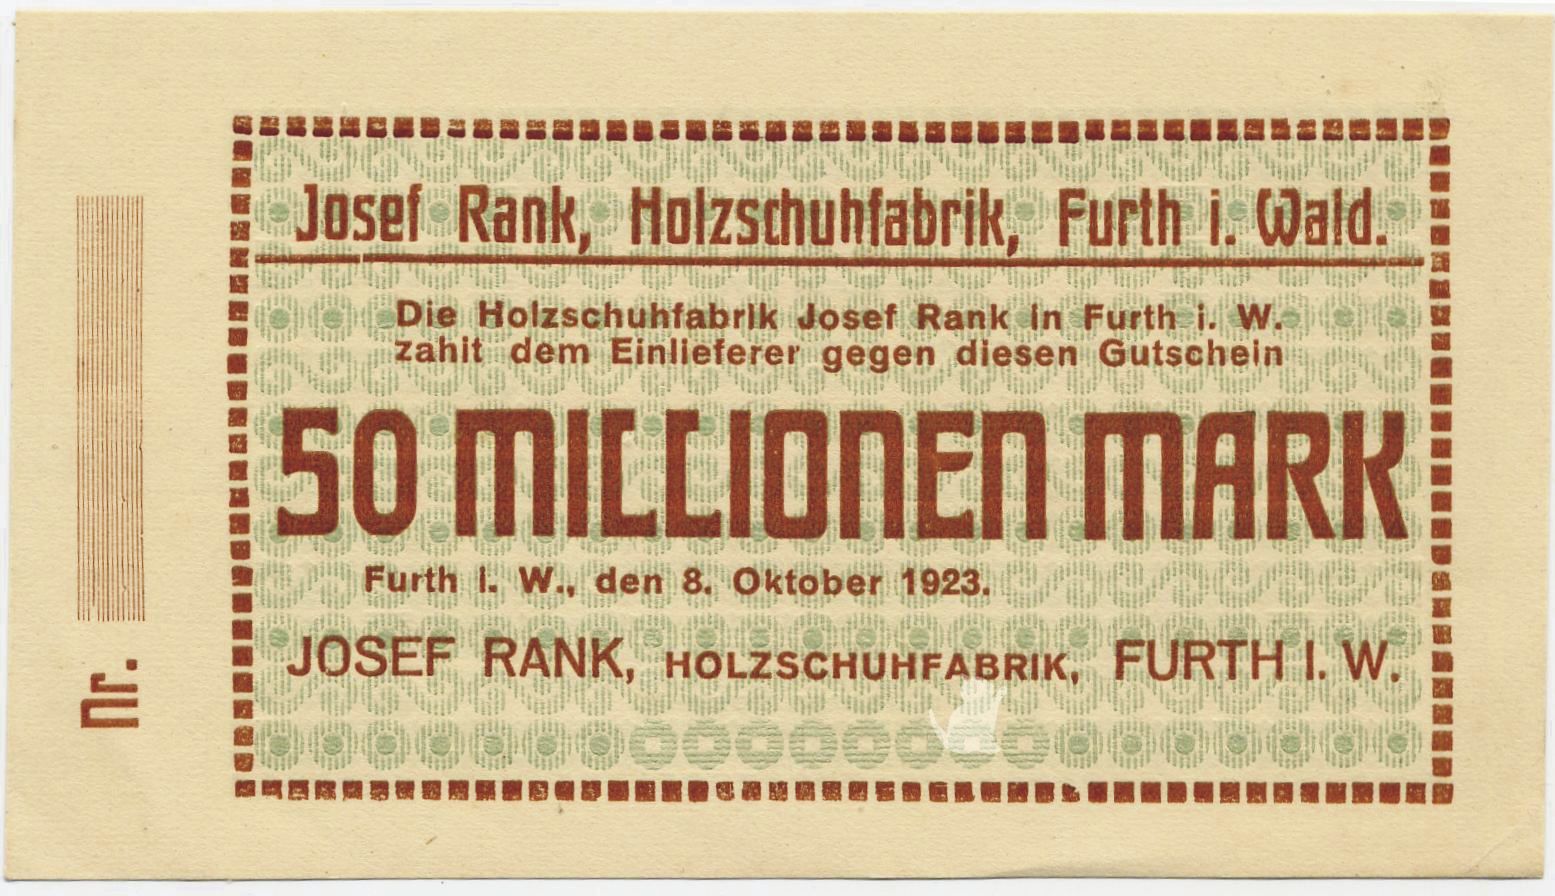 Josef Rank, Holzschuhfabrik, Furth i. Wald.
Die Holzschuhfabrik Josef Rank in Furth i. W.
zahlt dem Einlieferer gegen diesen Gutschein
50 MILLIONEN MARK
Furth i. W., den 8. Oktober 1923.
JOSEF RANK, HOLZSCHUHFABRIK, FURTH I. W.
Nr.